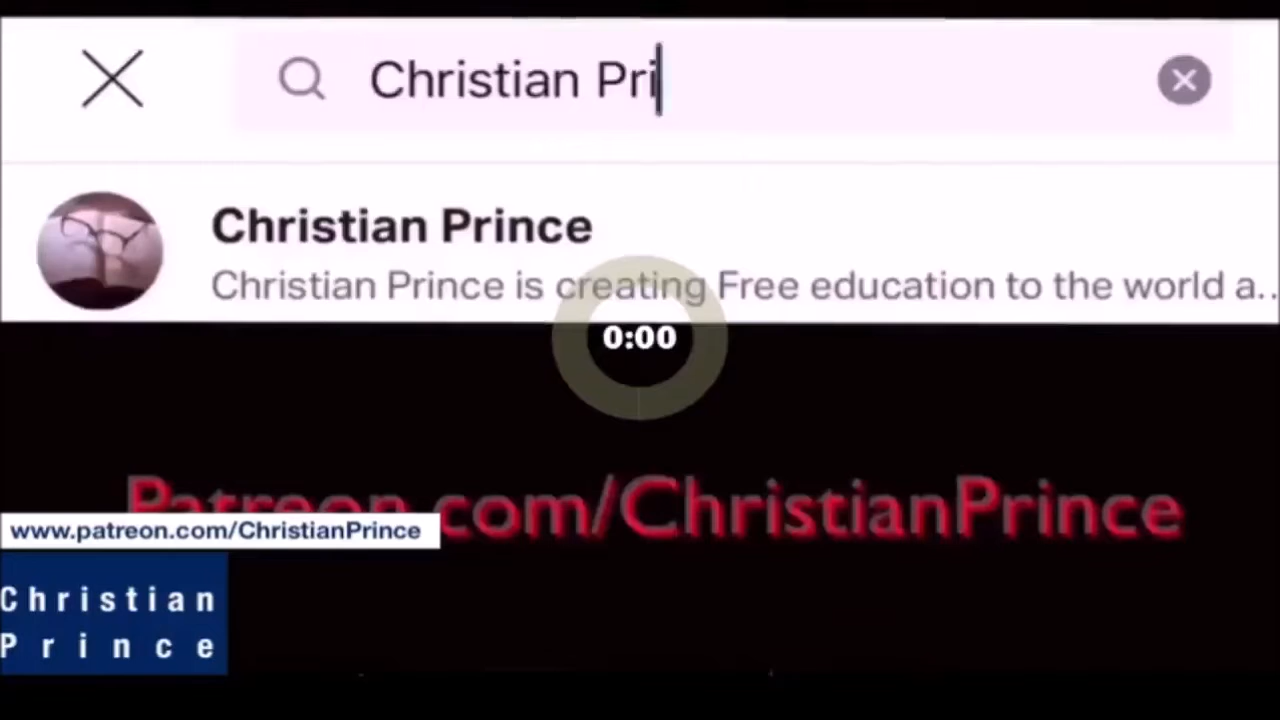 Christian Pri
Christian Prince
Christian Prince is creating Free education to the world a...
0:00
Patreon.com/ChristianPrince
www.patreon.com/ChristianPrince
Christian
Prince